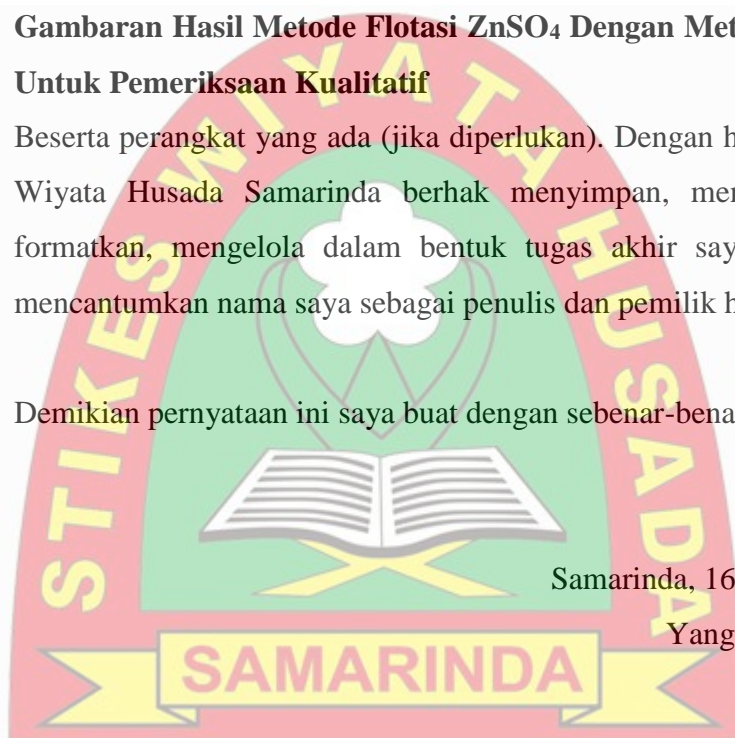 Gambaran Hasil Metode Flotasi ZnSO₄ Dengan Met
Untuk Pemeriksaan Kualitatif
Beserta perangkat yang ada (jika diperlukan). Dengan h
Wiyata Husada Samarinda berhak menyimpan, mer
formatkan, mengelola dalam bentuk tugas akhir say
mencantumkan nama saya sebagai penulis dan pemilik h
Demikian pernyataan ini saya buat dengan sebenar-bena
Samarinda, 16
Yang
STIKES WIYATA HUSADA
SAMARINDA